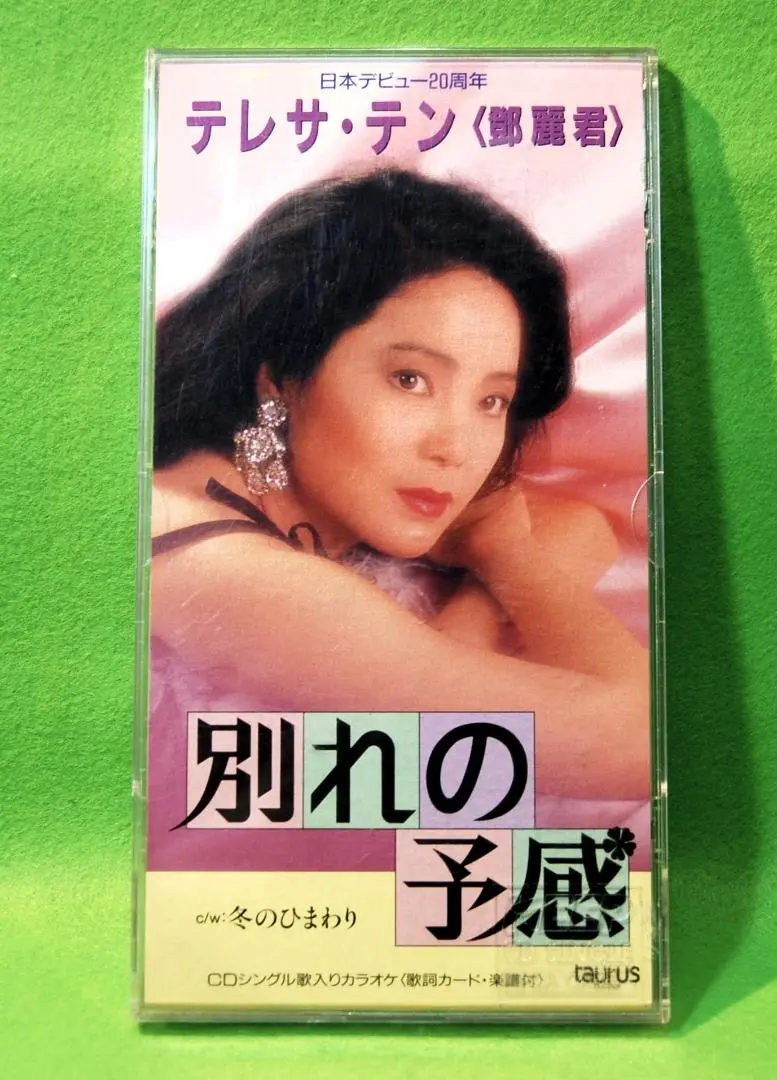 日本デビュー20周年
テレサ・テン〈鄧麗君〉
別れの
予感
c/w:冬のひまわり
CDシングル歌入りカラオケ〈歌詞カード・楽譜付〉
taurus